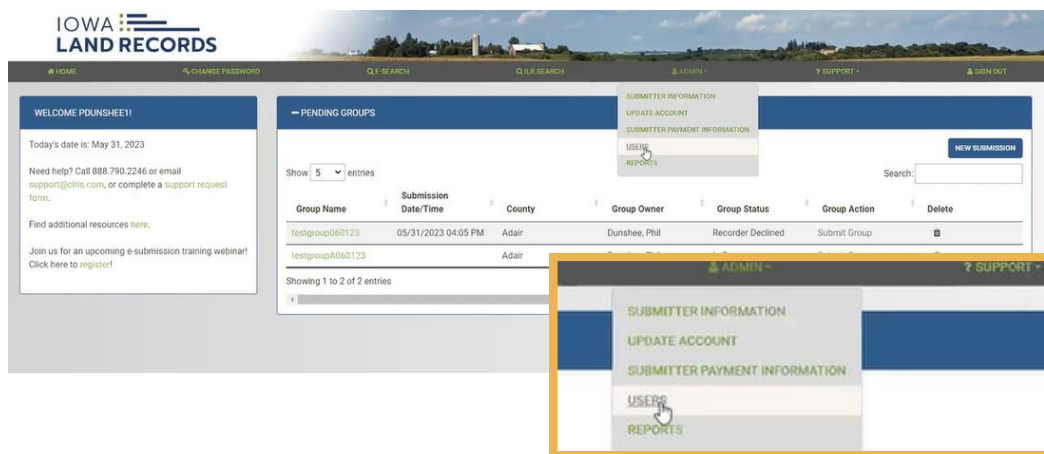 IOWA
LAND RECORDS
HOME CHANGE PASSWORD E-SEARCH ILR SEARCH ADMIN SUPPORT SIGN OUT
SUBMITTER INFORMATION
UPDATE ACCOUNT
SUBMITTER PAYMENT INFORMATION
USERS
REPORTS
WELCOME PDUNSHEE1!
Today's date is: May 31, 2023
Need help? Call 888.790.2246 or email
support@clris.com, or complete a support request
form.
Find additional resources here.
Join us for an upcoming e-submission training webinar!
Click here to register!
PENDING GROUPS
NEW SUBMISSION
Show 5 entries Search:
Group Name Submission Date/Time County Group Owner Group Status Group Action Delete
testgroup060123 05/31/2023 04:05 PM Adair Dunshee, Phil Recorder Declined Submit Group
testgroupA060123 Adair
Showing 1 to 2 of 2 entries
ADMIN ? SUPPORT
SUBMITTER INFORMATION
UPDATE ACCOUNT
SUBMITTER PAYMENT INFORMATION
USERS
REPORTS